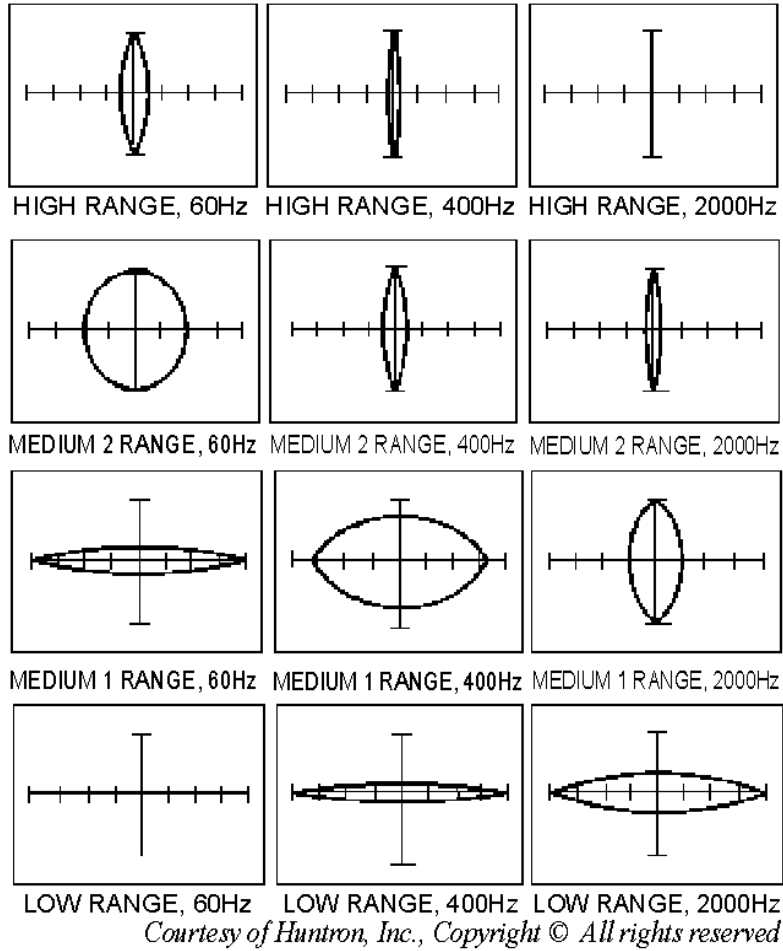 HIGH RANGE, 60Hz HIGH RANGE, 400Hz HIGH RANGE, 2000Hz
MEDIUM 2 RANGE, 60Hz MEDIUM 2 RANGE, 400Hz MEDIUM 2 RANGE, 2000Hz
MEDIUM 1 RANGE, 60Hz MEDIUM 1 RANGE, 400Hz MEDIUM 1 RANGE, 2000Hz
LOW RANGE, 60Hz LOW RANGE, 400Hz LOW RANGE, 2000Hz
Courtesy of Huntron, Inc., Copyright © All rights reserved